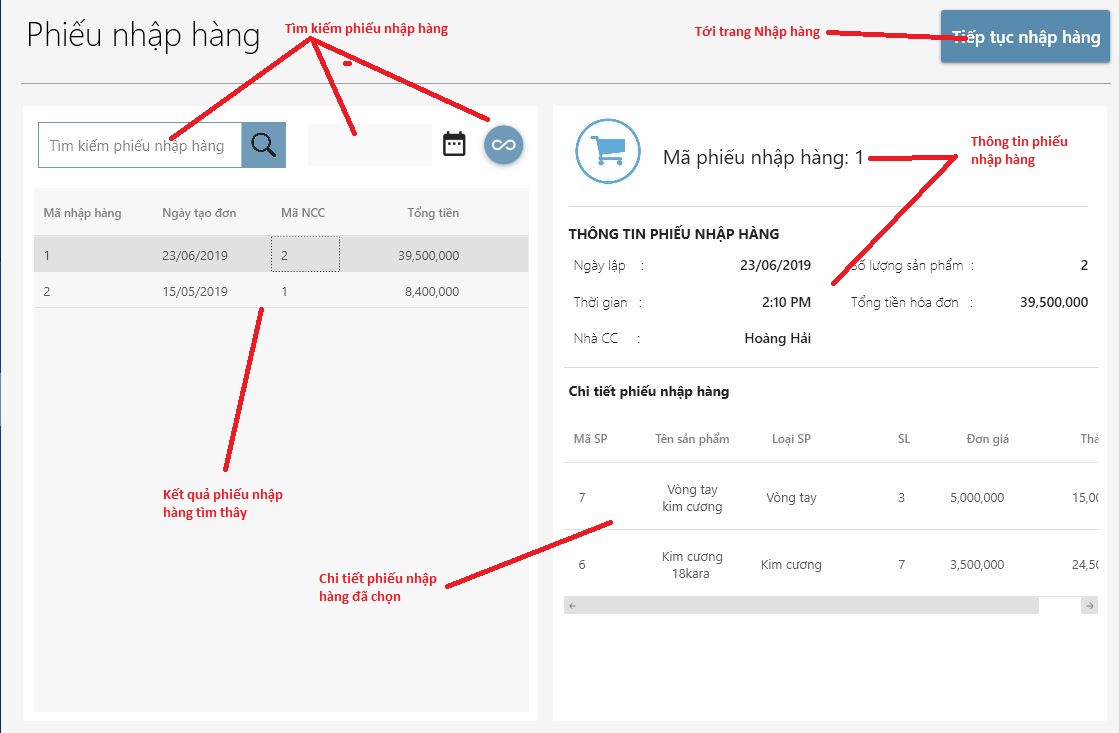 Phiếu nhập hàng
Tìm kiếm phiếu nhập hàng
Tới trang Nhập hàng
Tiếp tục nhập hàng
Tìm kiếm phiếu nhập hàng
Mã nhập hàng Ngày tạo đơn Mã NCC Tổng tiền
1 23/06/2019 2 39,500,000
2 15/05/2019 1 8,400,000
Kết quả phiếu nhập
hàng tìm thây
Mã phiếu nhập hàng: 1
Thông tin phiếu
nhập hàng
THÔNG TIN PHIẾU NHẬP HÀNG
Ngày lập : 23/06/2019 Số lượng sản phẩm : 2
Thời gian : 2:10 PM Tổng tiền hóa đơn : 39,500,000
Nhà CC : Hoàng Hải
Chi tiết phiếu nhập hàng
Mã SP Tên sản phẩm Loại SP SL Đơn giá Thà
7 Vòng tay kim cương Vòng tay 3 5,000,000 15,00
6 Kim cương 18kara Kim cương 7 3,500,000 24,50
Chi tiết phiếu nhập
hàng đã chọn